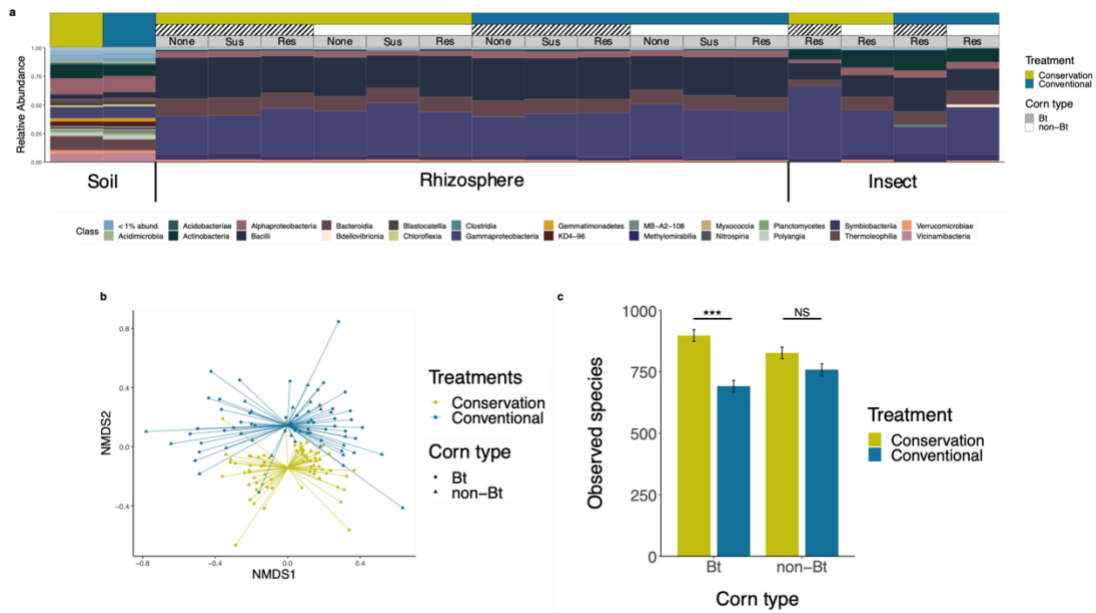 a
None Sus Res None Sus Res None Sus Res None Sus Res Res Res Res Res
Relative Abundance
1.00
0.75
0.50
0.25
0.00
Treatment
Conservation
Conventional
Corn type
Bt
non-Bt
Soil Rhizosphere Insect
Class
< 1% abund. Acidobacteriae Alphaproteobacteria Bacteroidia Blastocatellia Clostridia Gemmatimonadetes MB-A2-108 Myxococcia Planctomycetes Symbiobacteriia Verrucomicrobiae
Acidimicrobiia Actinobacteria Bacilli Bdellovibrionia Chloroflexia Gammaproteobacteria KD4-96 Methylomirabilia Nitrospiria Polyangia Thermoleophilia Vicinamibacteria
b
NMDS2
0.8
0.4
0.0
-0.4
-0.8 -0.4 0.0 0.4
NMDS1
Treatments
Conservation
Conventional
Corn type
Bt
non-Bt
c
Observed species
1000
750
500
250
0
*** NS
Bt non-Bt
Corn type
Treatment
Conservation
Conventional